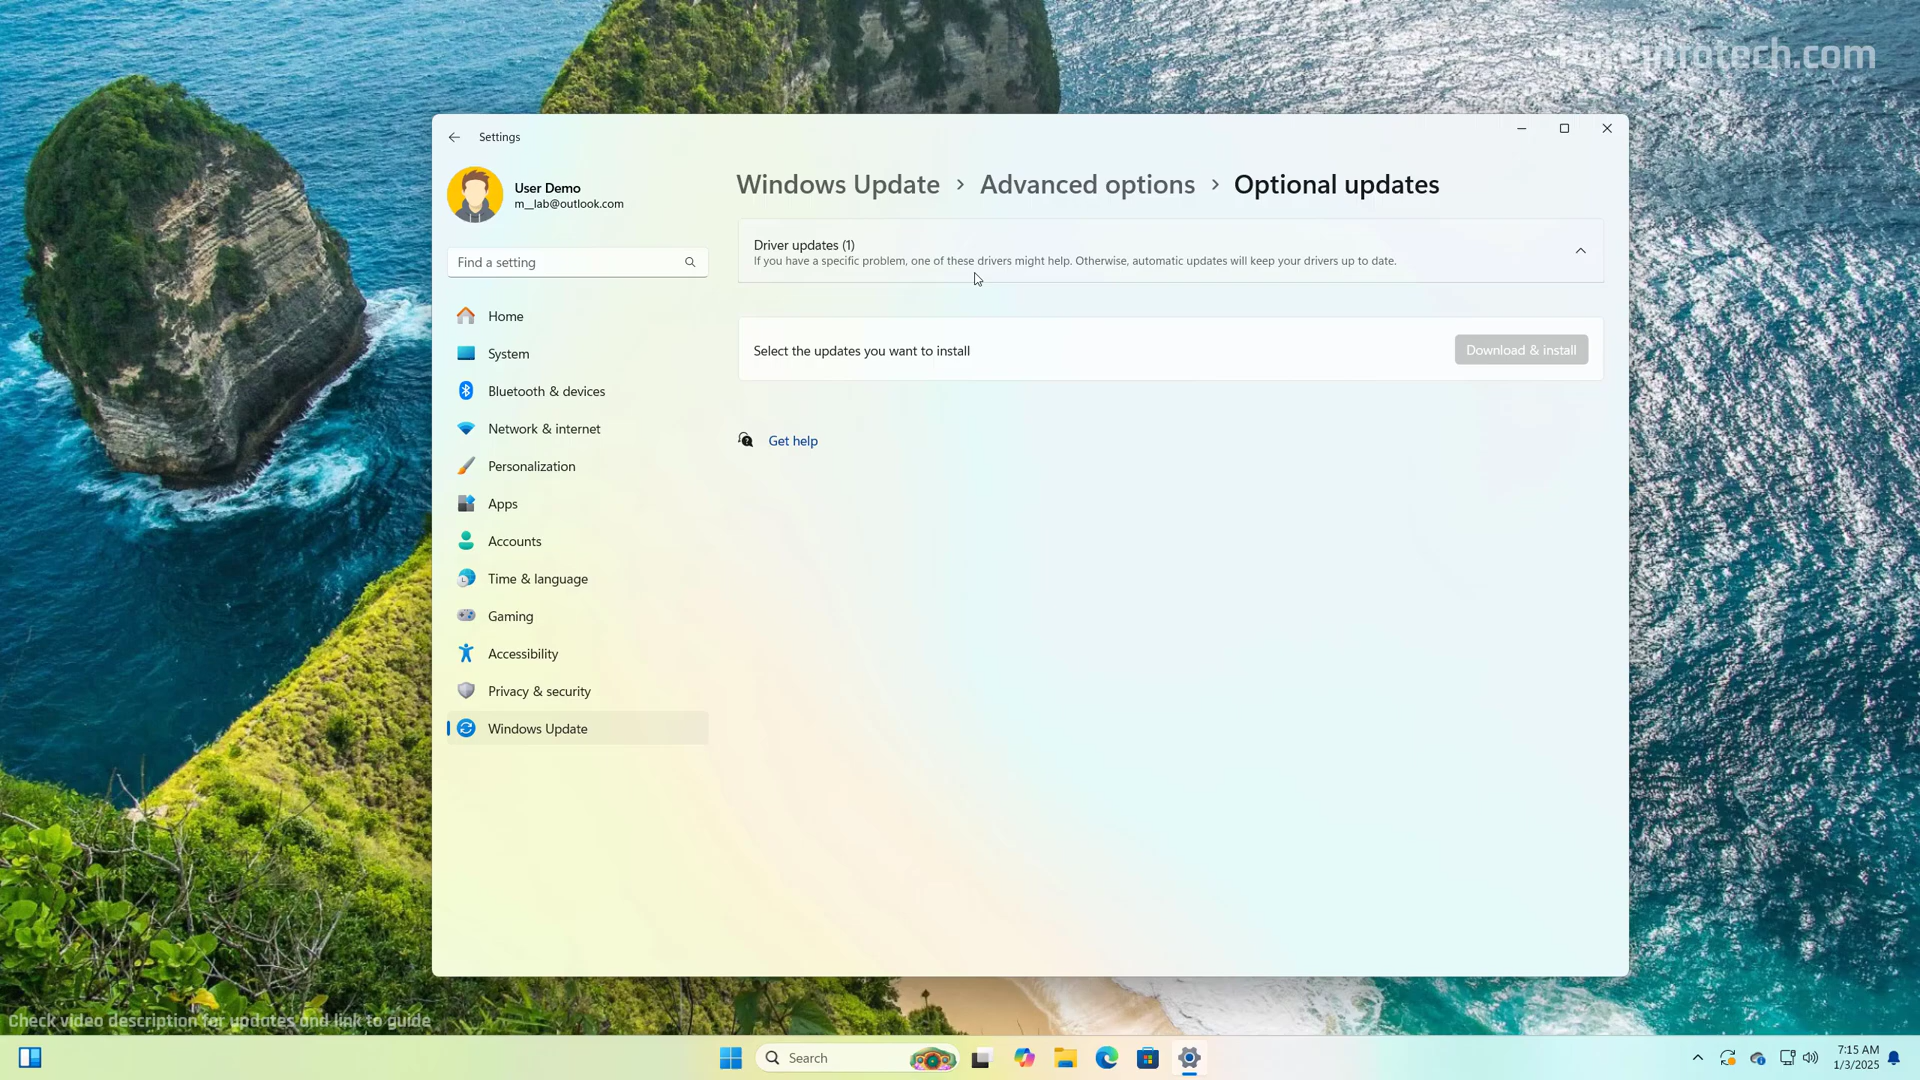 Settings
User Demo
m__lab@outlook.com
Find a setting
Home
System
Bluetooth & devices
Network & internet
Personalization
Apps
Accounts
Time & language
Gaming
Accessibility
Privacy & security
Windows Update
Windows Update > Advanced options > Optional updates
Driver updates (1)
If you have a specific problem, one of these drivers might help. Otherwise, automatic updates will keep your drivers up to date.
Select the updates you want to install
Download & install
Get help
Check video description for updates and link to guide
Search
7:15 AM
1/3/2025